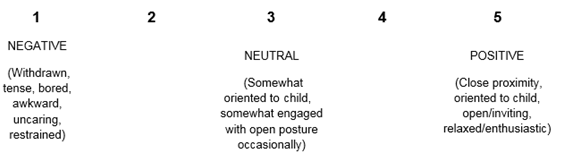 1 2 3 4 5
NEGATIVE
(Withdrawn,
tense, bored,
awkward,
uncaring,
restrained)
NEUTRAL
(Somewhat
oriented to child,
somewhat engaged
with open posture
occasionally)
POSITIVE
(Close proximity,
oriented to child,
open/inviting,
relaxed/enthusiastic)